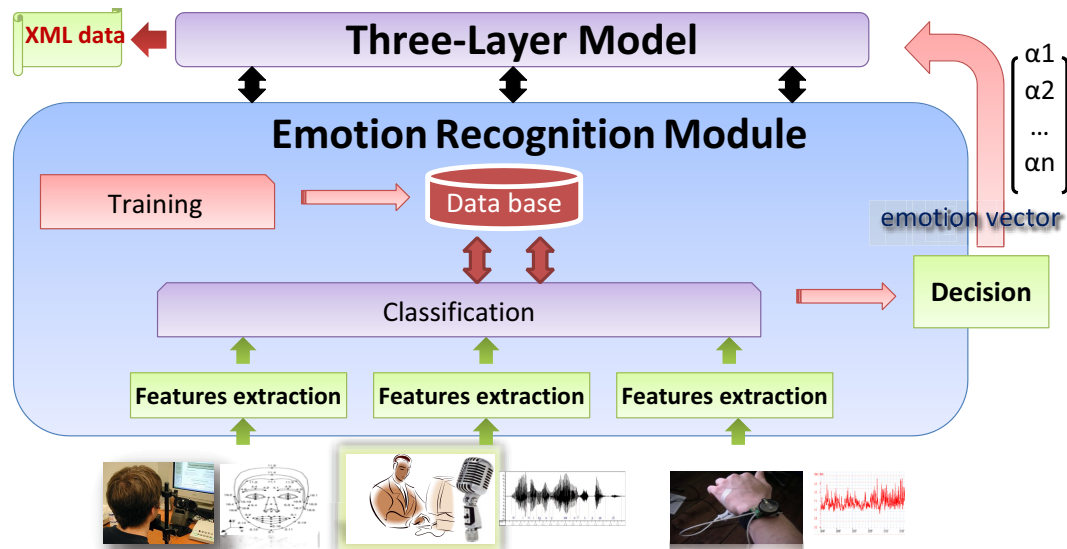 XML data
Three-Layer Model
α1
α2
...
αn
Emotion Recognition Module
Training
Data base
emotion vector
Classification
Decision
Features extraction
Features extraction
Features extraction